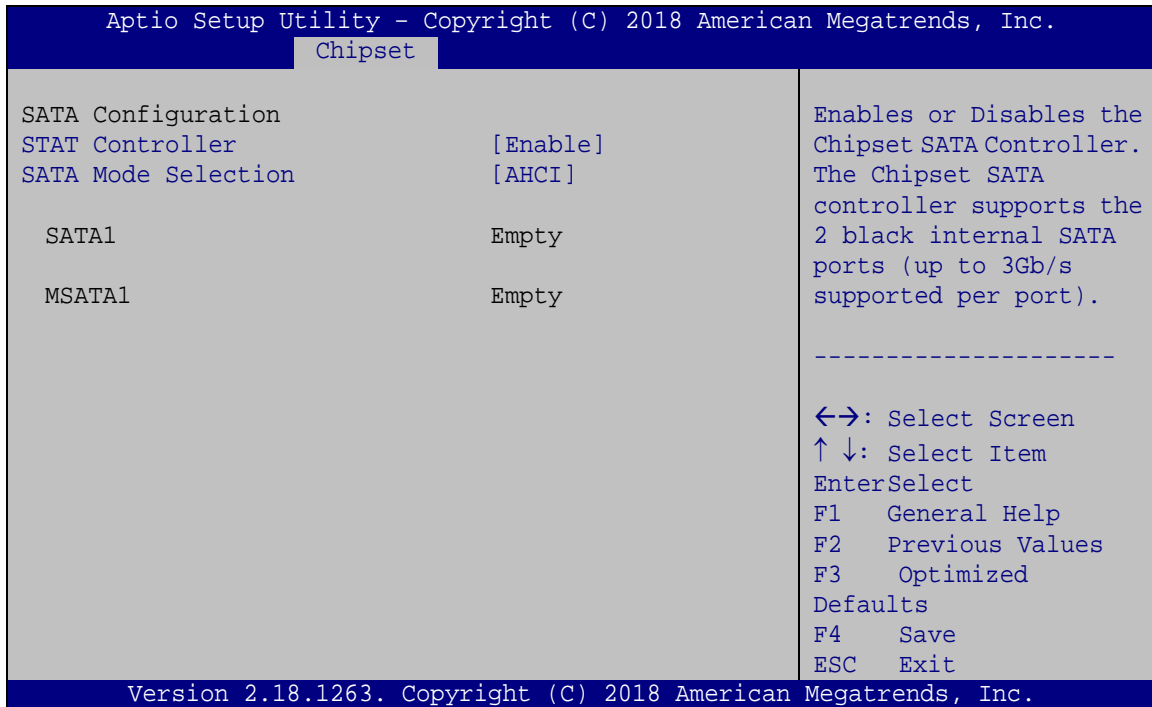 Aptio Setup Utility – Copyright (C) 2018 American Megatrends, Inc.
Chipset
SATA Configuration
STAT Controller [Enable]
SATA Mode Selection [AHCI]
SATA1 Empty
MSATA1 Empty
Enables or Disables the
Chipset SATA Controller.
The Chipset SATA
controller supports the
2 black internal SATA
ports (up to 3Gb/s
supported per port).
---------------------
←→: Select Screen
↑ ↓: Select Item
EnterSelect
F1 General Help
F2 Previous Values
F3 Optimized
Defaults
F4 Save
ESC Exit
Version 2.18.1263. Copyright (C) 2018 American Megatrends, Inc.